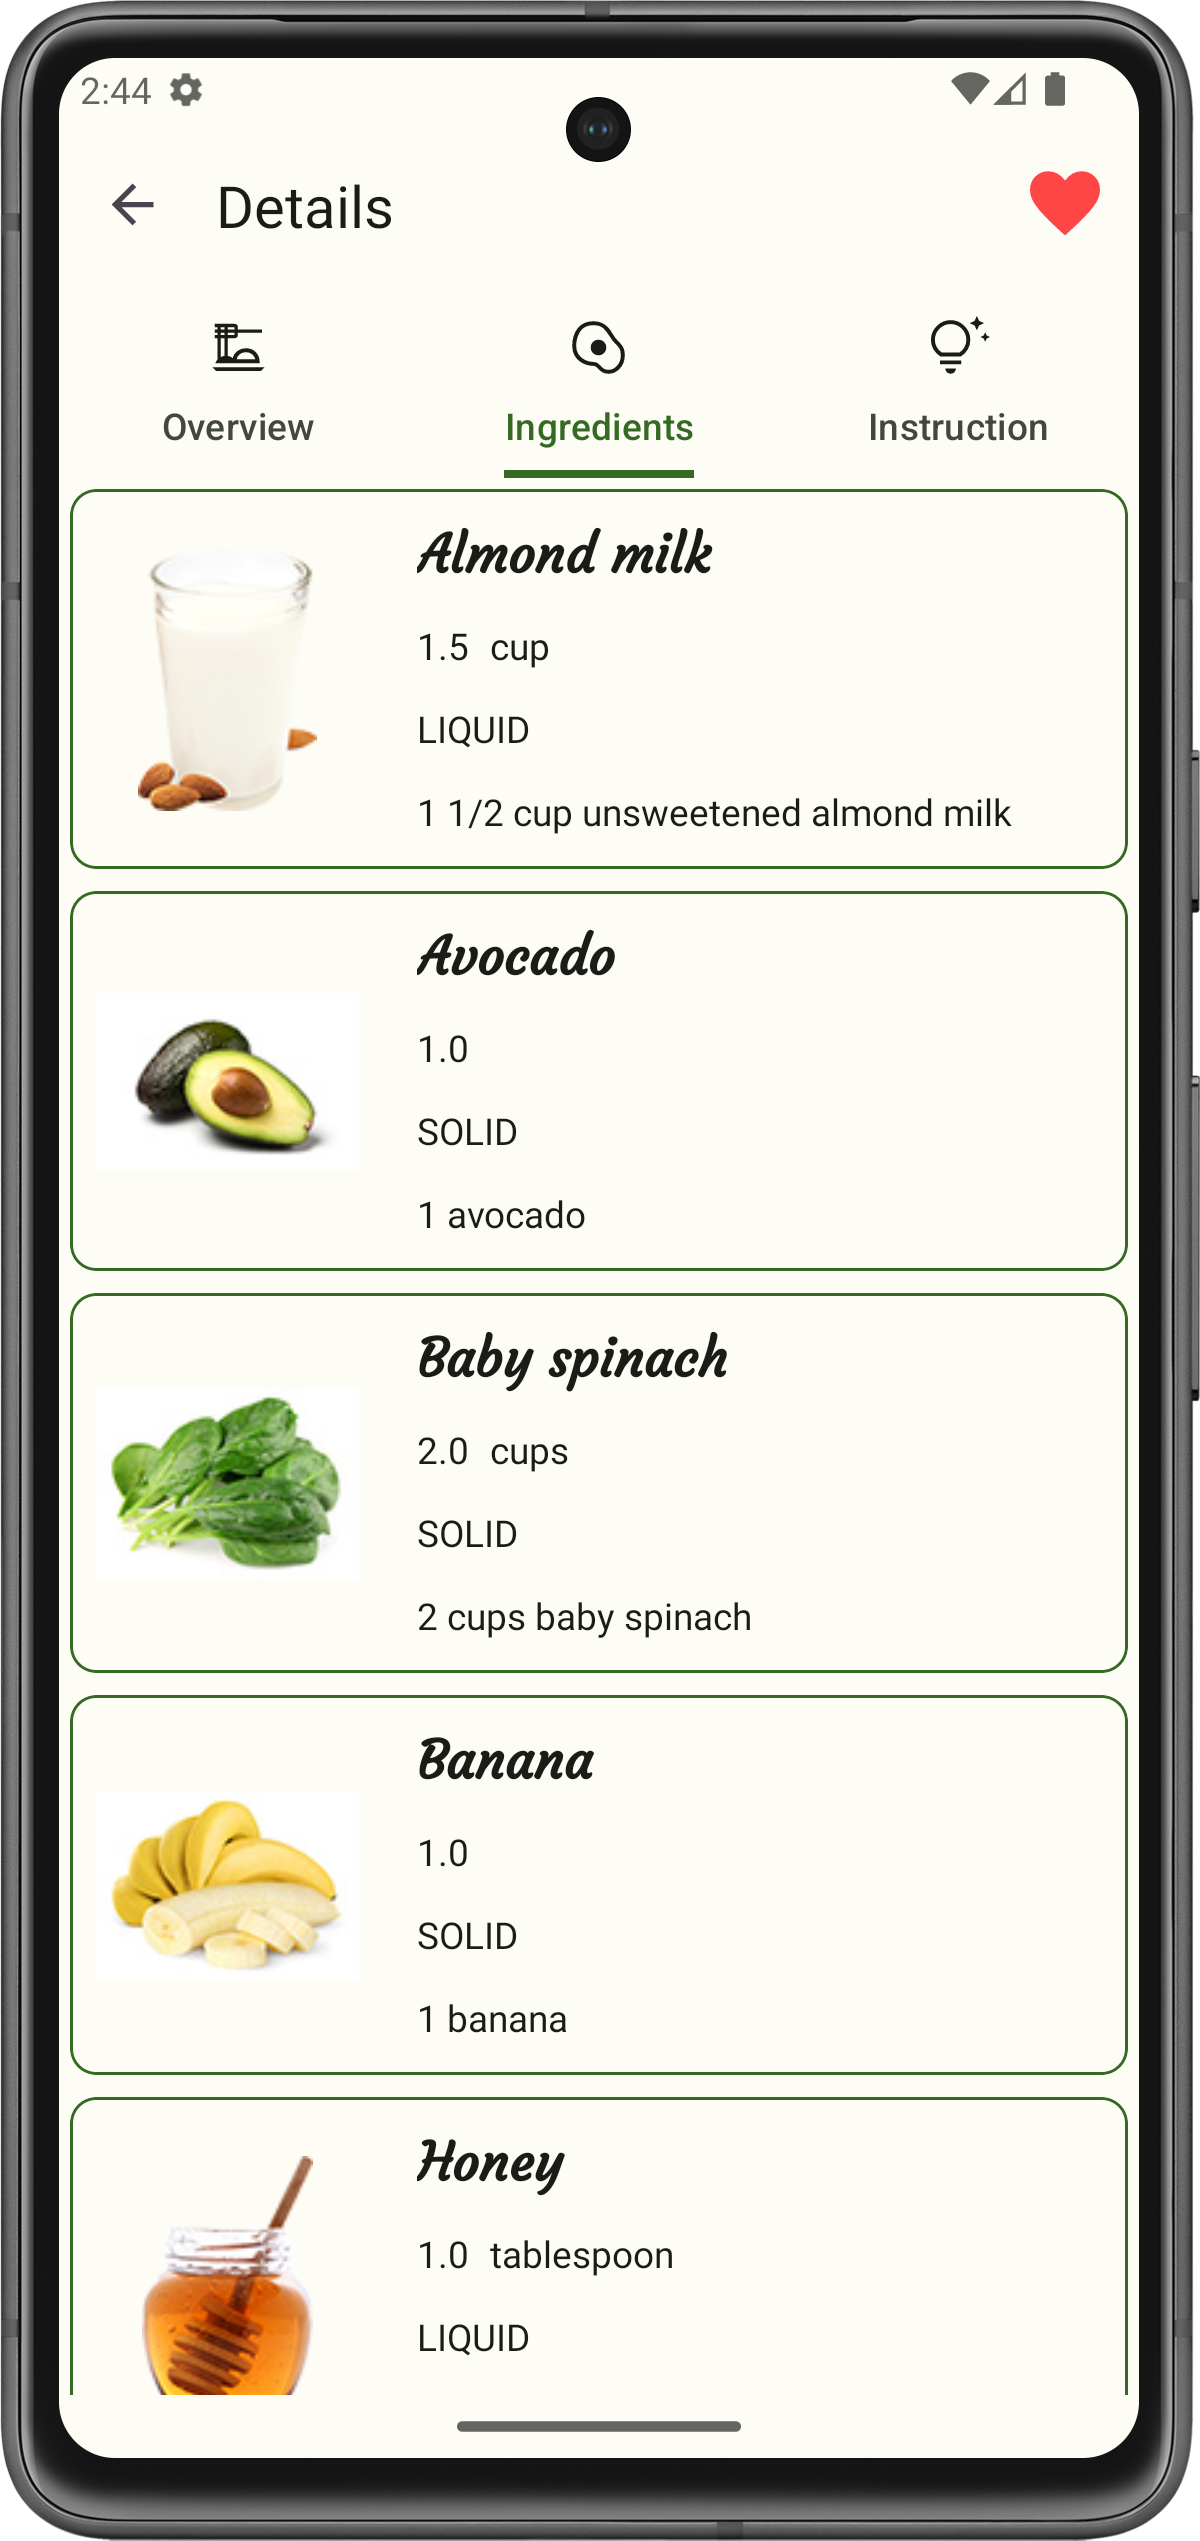 2:44
Details
Overview
Ingredients
Instruction
Almond milk
1.5 cup
LIQUID
1 1/2 cup unsweetened almond milk
Avocado
1.0
SOLID
1 avocado
Baby spinach
2.0 cups
SOLID
2 cups baby spinach
Banana
1.0
SOLID
1 banana
Honey
1.0 tablespoon
LIQUID